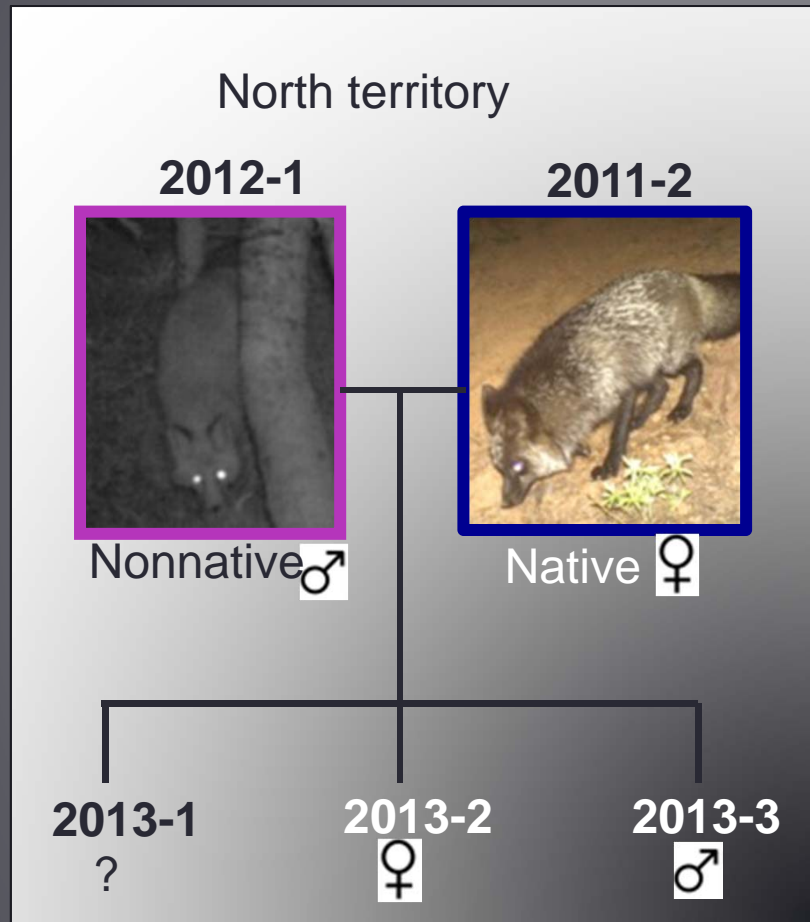 North territory
2012-1 2011-2
Nonnative ♂ Native ♀
2013-1 2013-2 2013-3
? ♀ ♂